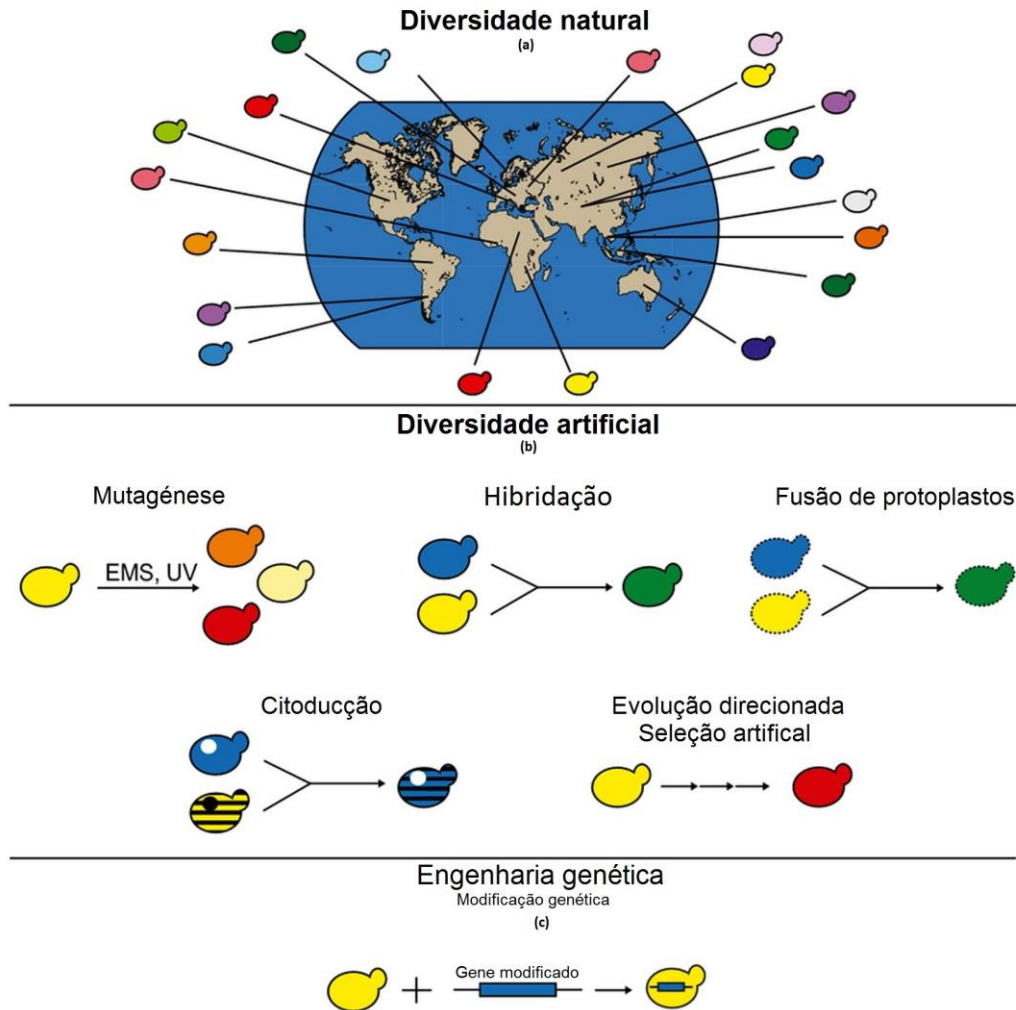 Diversidade natural
(a)
Diversidade artificial
(b)
Mutagénese
Hibridação
Fusão de protoplastos
EMS, UV
Citoducção
Evolução direcionada
Seleção artifical
Engenharia genética
Modificação genética
(c)
Gene modificado